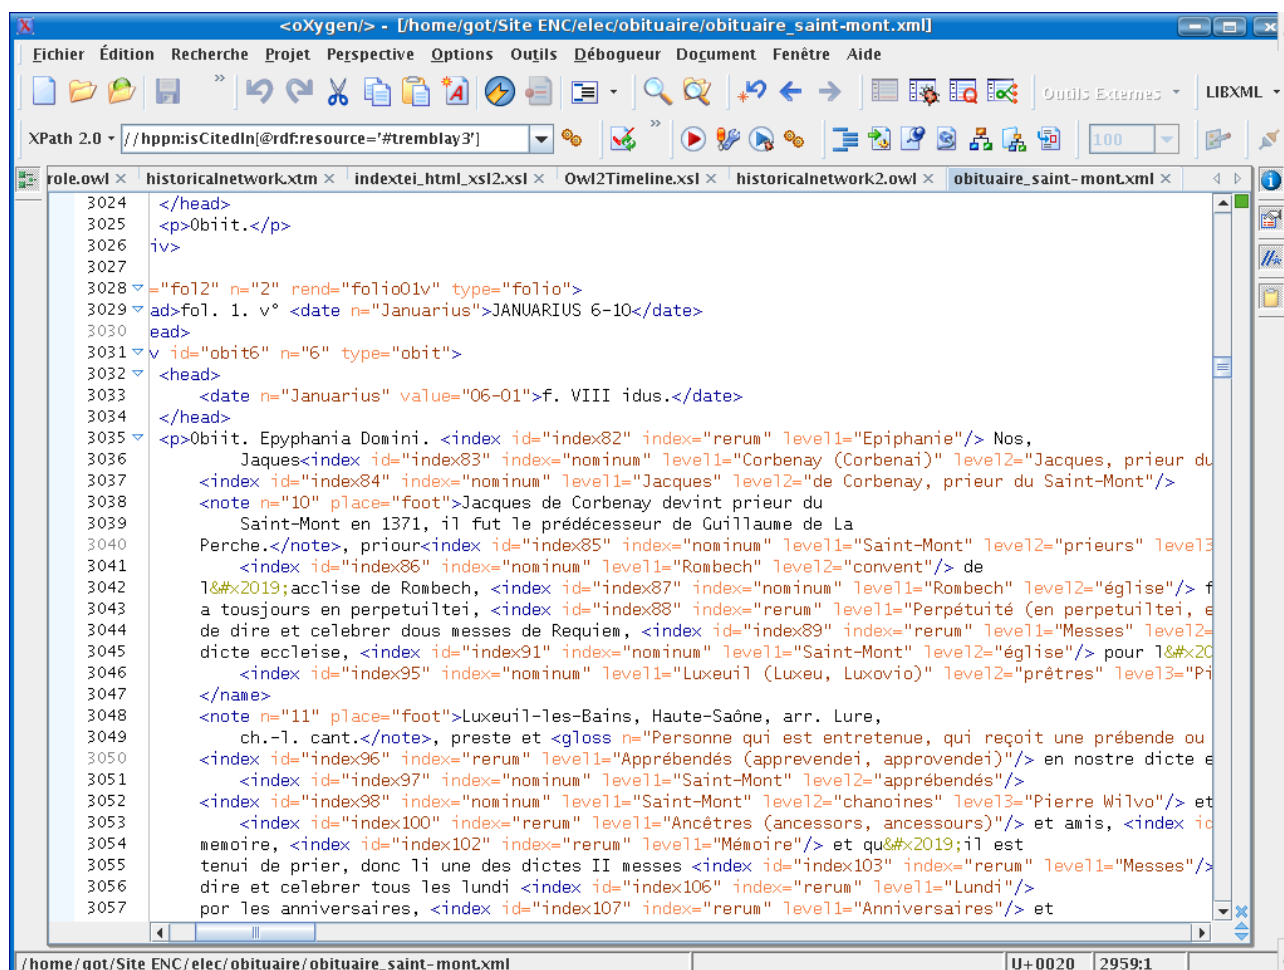 <oXygen/> - [/home/got/Site ENC/elec/obituaire/obituaire_saint-mont.xml]
Fichier Édition Recherche Projet Perspective Options Outils Débogueur Document Fenêtre Aide
Outils Externes LIBXML
XPath 2.0 //hppn:isCitedIn[@rdf:resource='#tremblay3'] 100
role.owl × historicalnetwork.xtm × indextei_html_xsl2.xsl × Owl2Timeline.xsl × historicalnetwork2.owl × obituaire_saint-mont.xml ×
3024 </head>
3025 <p>Obiit.</p>
3026 iv>
3027
3028 ="fol2" n="2" rend="folio01v" type="folio">
3029 ad>fol. 1. v° <date n="Januarius">JANUARIUS 6-10</date>
3030 ead>
3031 v id="obit6" n="6" type="obit">
3032 <head>
3033 <date n="Januarius" value="06-01">f. VIII idus.</date>
3034 </head>
3035 <p>Obiit. Epyphania Domini. <index id="index82" index="rerum" level1="Epiphanie"/> Nos,
3036 Jaques<index id="index83" index="nominum" level1="Corbenay (Corbenai)" level2="Jacques, prieur du
3037 <index id="index84" index="nominum" level1="Jacques" level2="de Corbenay, prieur du Saint-Mont"/>
3038 <note n="10" place="foot">Jacques de Corbenay devint prieur du
3039 Saint-Mont en 1371, il fut le prédécesseur de Guillaume de La
3040 Perche.</note>, priour<index id="index85" index="nominum" level1="Saint-Mont" level2="prieurs" level3
3041 <index id="index86" index="nominum" level1="Rombech" level2="convent"/> de
3042 l&#x2019;acclise de Rombech, <index id="index87" index="nominum" level1="Rombech" level2="église"/> f
3043 a tousjours en perpetuiltei, <index id="index88" index="rerum" level1="Perpétuité (en perpetuiltei, e
3044 de dire et celebrer dous messes de Requiem, <index id="index89" index="rerum" level1="Messes" level2=
3045 dicte eccleise, <index id="index91" index="nominum" level1="Saint-Mont" level2="église"/> pour l&#x20
3046 <index id="index95" index="nominum" level1="Luxeuil (Luxeu, Luxovio)" level2="prêtres" level3="Pi
3047 </name>
3048 <note n="11" place="foot">Luxeuil-les-Bains, Haute-Saône, arr. Lure,
3049 ch.-l. cant.</note>, preste et <gloss n="Personne qui est entretenue, qui reçoit une prébende ou
3050 <index id="index96" index="rerum" level1="Apprébendés (apprevendei, approvendei)"/> en nostre dicte e
3051 <index id="index97" index="nominum" level1="Saint-Mont" level2="apprébendés"/>
3052 <index id="index98" index="nominum" level1="Saint-Mont" level2="chanoines" level3="Pierre Wilvo"/> et
3053 <index id="index100" index="rerum" level1="Ancêtres (ancessors, ancessours)"/> et amis, <index id
3054 memoire, <index id="index102" index="rerum" level1="Mémoire"/> et qu&#x2019;il est
3055 tenui de prier, donc li une des dictes II messes <index id="index103" index="rerum" level1="Messes"/>
3056 dire et celebrer tous les lundi <index id="index106" index="rerum" level1="Lundi"/>
3057 por les anniversaires, <index id="index107" index="rerum" level1="Anniversaires"/> et
/home/got/Site ENC/elec/obituaire/obituaire_saint-mont.xml U+0020 2959:1